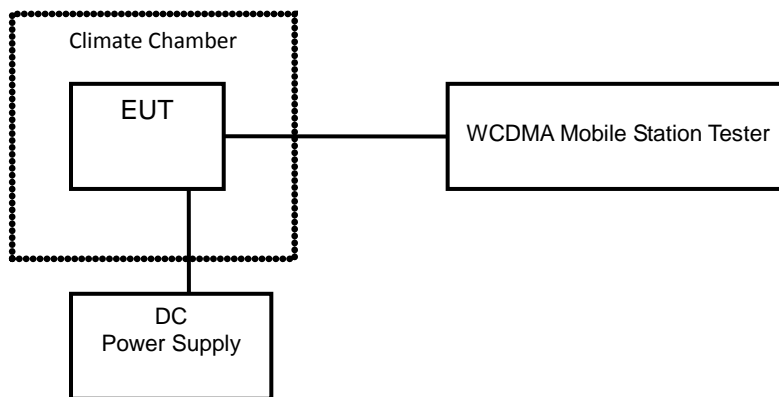 Climate Chamber
EUT
WCDMA Mobile Station Tester
DC
Power Supply